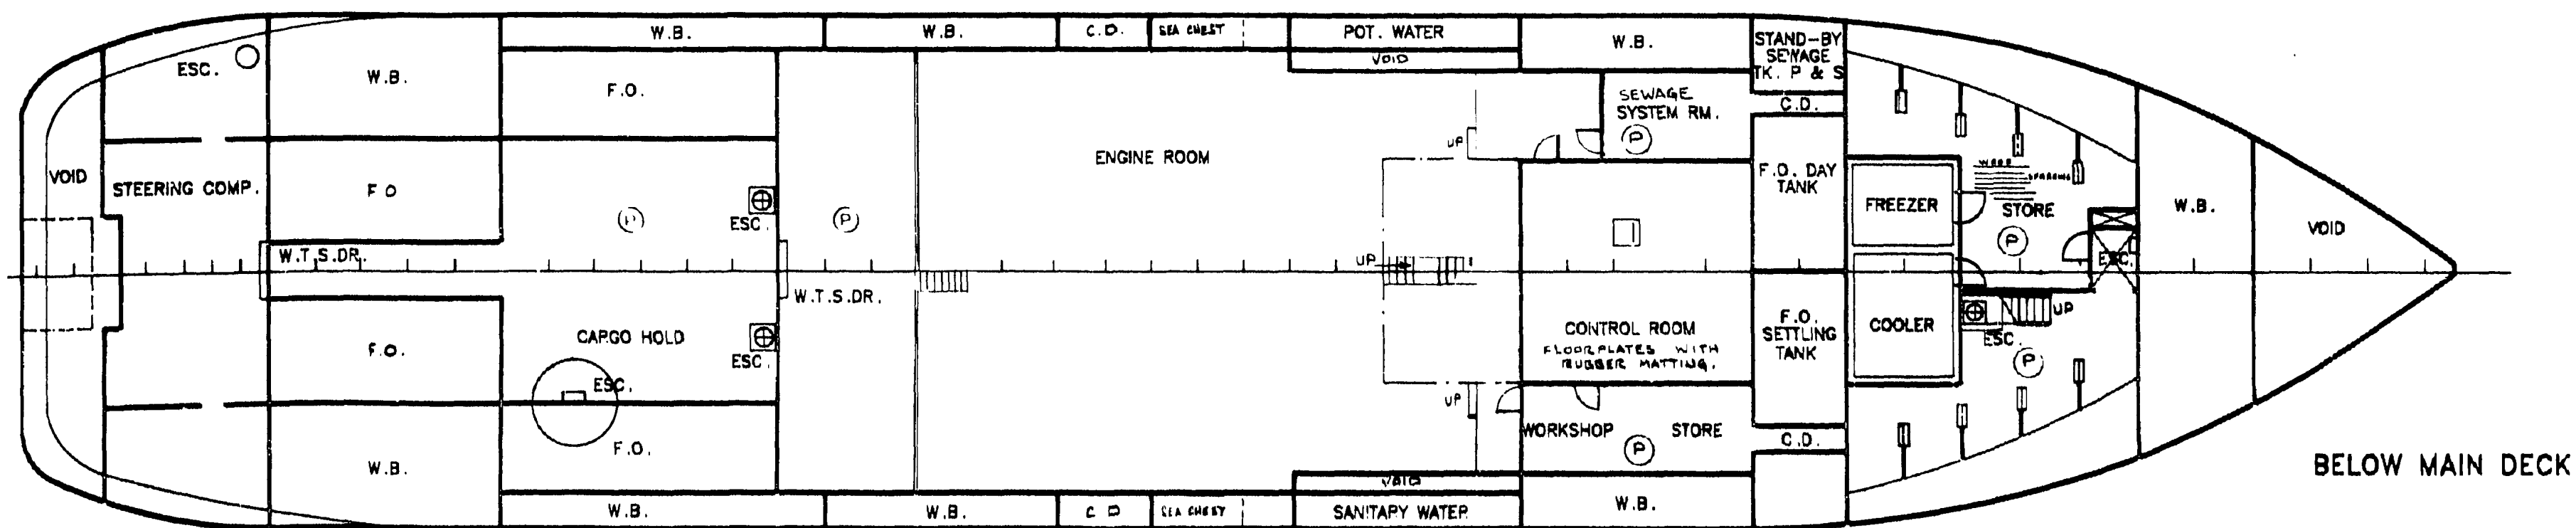 W.B.
W.B.
C.D.
SEA CHEST
POT. WATER
VOID
W.B.
STAND-BY
SEWAGE
TK. P & S
C.D.
ESC.
W.B.
F.O.
SEWAGE
SYSTEM RM.
P
UP
ENGINE ROOM
VOID
STEERING COMP.
F O
P
ESC.
P
F.O. DAY
TANK
FREEZER
STORE
P
W.B.
VOID
W.T.S.DR.
W.T.S.DR.
UP
ESC.
F.O.
CARGO HOLD
ESC.
ESC.
CONTROL ROOM
FLOORPLATES WITH
RUBBER MATTING.
F.O.
SETTLING
TANK
COOLER
UP
ESC.
P
UP
W.B.
F.O.
WORKSHOP
STORE
P
C.D.
VOID
W.B.
W.B.
C D
SEA CHEST
SANITARY WATER
W.B.
BELOW MAIN DECK